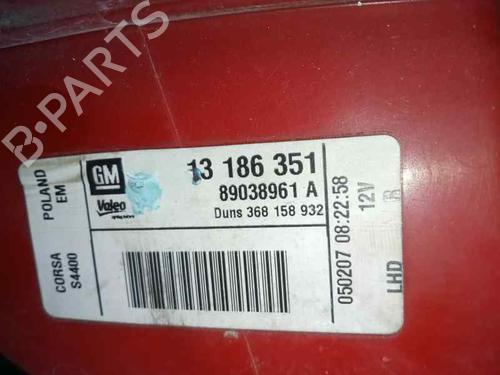 B-PARTS
GM
13 186 351
Valeo
89038961 A
Duns 368 158 932
POLAND
EM
CORSA
S4400
050207 08:22:58
12V
R
LHD